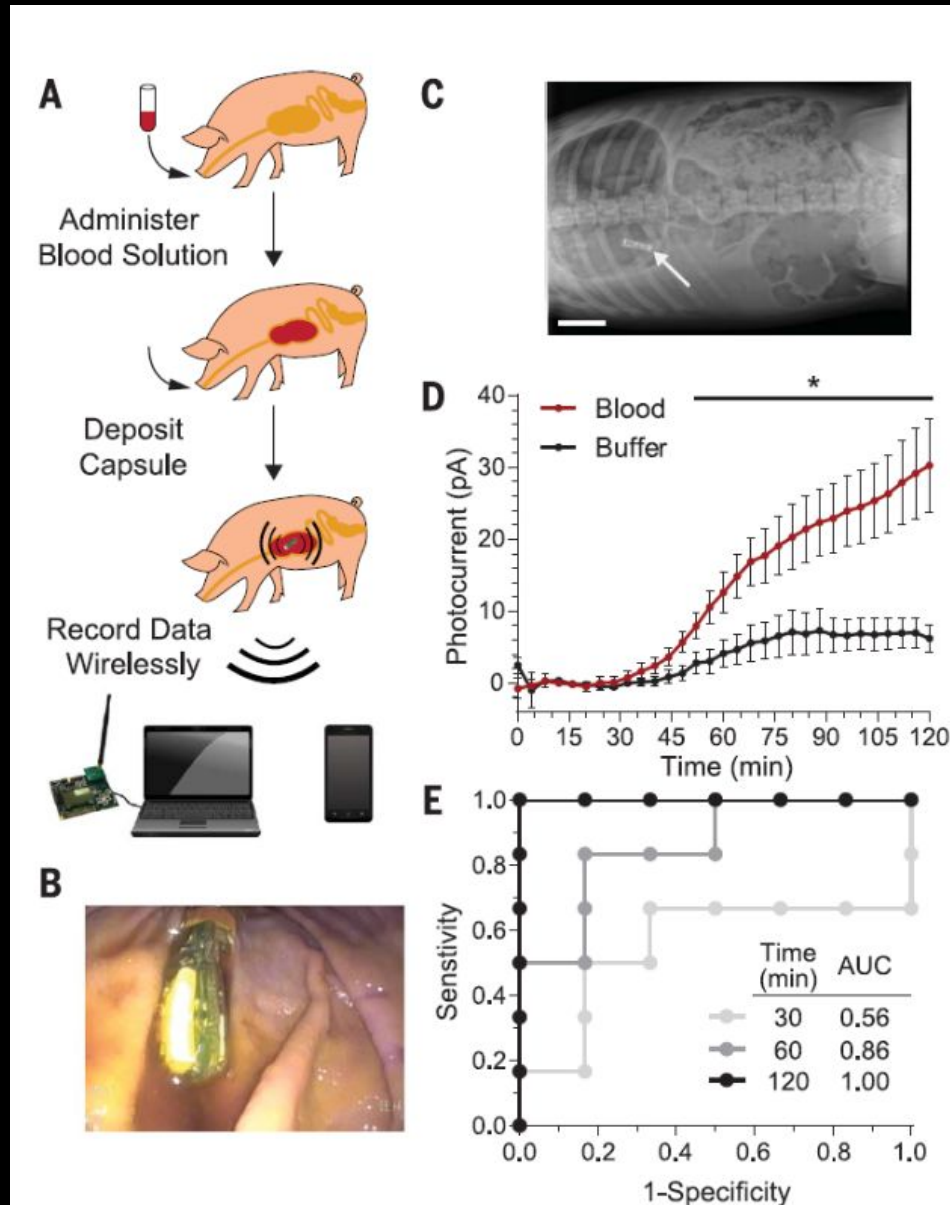 A
Administer
Blood Solution
Deposit
Capsule
Record Data
Wirelessly
B
C
D
*
Blood
Buffer
Photocurrent (pA)
40
30
20
10
0
0
15
30
45
60
75
90
105
120
Time (min)
E
Senstivity
1.0
0.8
0.6
0.4
0.2
0.0
0.0
0.2
0.4
0.6
0.8
1.0
1-Specificity
Time
(min)
AUC
30 0.56
60 0.86
120 1.00